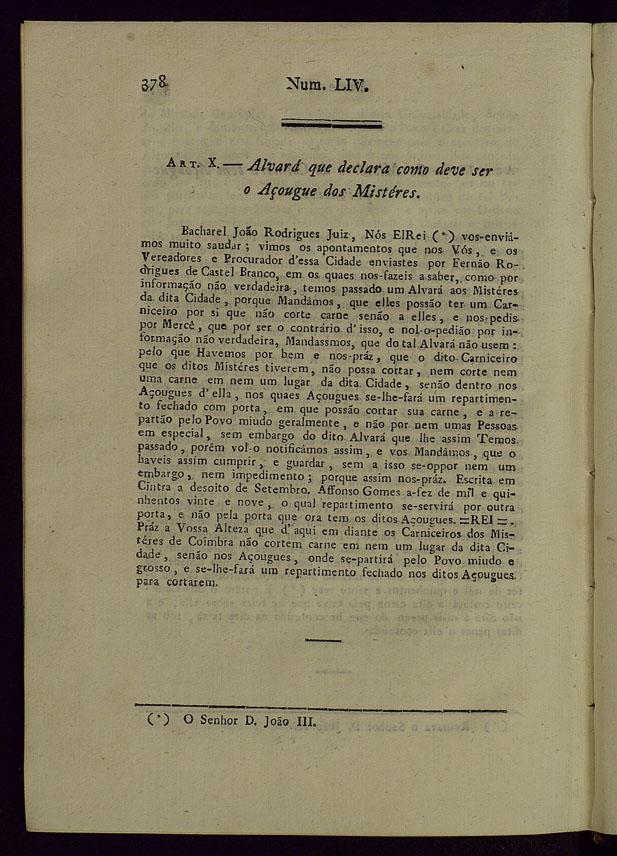 378 Num. LIV.
ART. X. — Alvará que declara como deve ser
o Açougue dos Mistéres.
Bacharel João Rodrigues Juiz, Nós ElRei (*) vos-enviá-
mos muito saudar; vimos os apontamentos que nos Vós, e os
Vereadores e Procurador d'essa Cidade enviastes por Fernão Ro-
drigues de Castel Branco, em os quaes nos-fazeis a saber, como por
informação não verdadeira, temos passado um Alvará aos Mistéres
da dita Cidade, porque Mandâmos, que elles possão ter um Car-
niceiro por si que não corte carne senão a elles, e nos-pedis
por Mercê, que por ser o contrário d'isso, e nol-o-pedião por in-
formação não verdadeira, Mandassmos, que do tal Alvará não usem:
pelo que Havemos por bem e nos-práz, que o dito Carniceiro
que os ditos Mistéres tiverem, não possa cortar, nem corte nem
uma carne em nem um lugar da dita Cidade, senão dentro nos
Açougues d'ella, nos quaes Açougues se-lhe-fará um repartimen-
to fechado com porta, em que possão cortar sua carne, e a re-
partão pelo Povo miudo geralmente, e não por nem umas Pessoas
em especial, sem embargo do dito Alvará que lhe assim Temos
passado, porém vol-o notificámos assim, e vos Mandâmos, que o
haveis assim cumprir, e guardar, sem a isso se-oppor nem um
embargo, nem impedimento; porque assim nos-práz. Escrita em
Cintra a desoito de Setembro. Affonso Gomes a-fez de mil e qui-
nhentos vinte e nove, o qual repartimento se-servirá por outra
porta, e não pela porta que ora tem os ditos Açougues. =REI=.
Práz a Vossa Alteza que d'aqui em diante os Carniceiros dos Mis-
téres de Coimbra não cortem carne em nem um lugar da dita Ci-
dade, senão nos Açougues, onde se-partirá pelo Povo miudo e
grosso, e se-lhe-fará um repartimento fechado nos ditos Açougues
para cortarem.
(*) O Senhor D. João III.